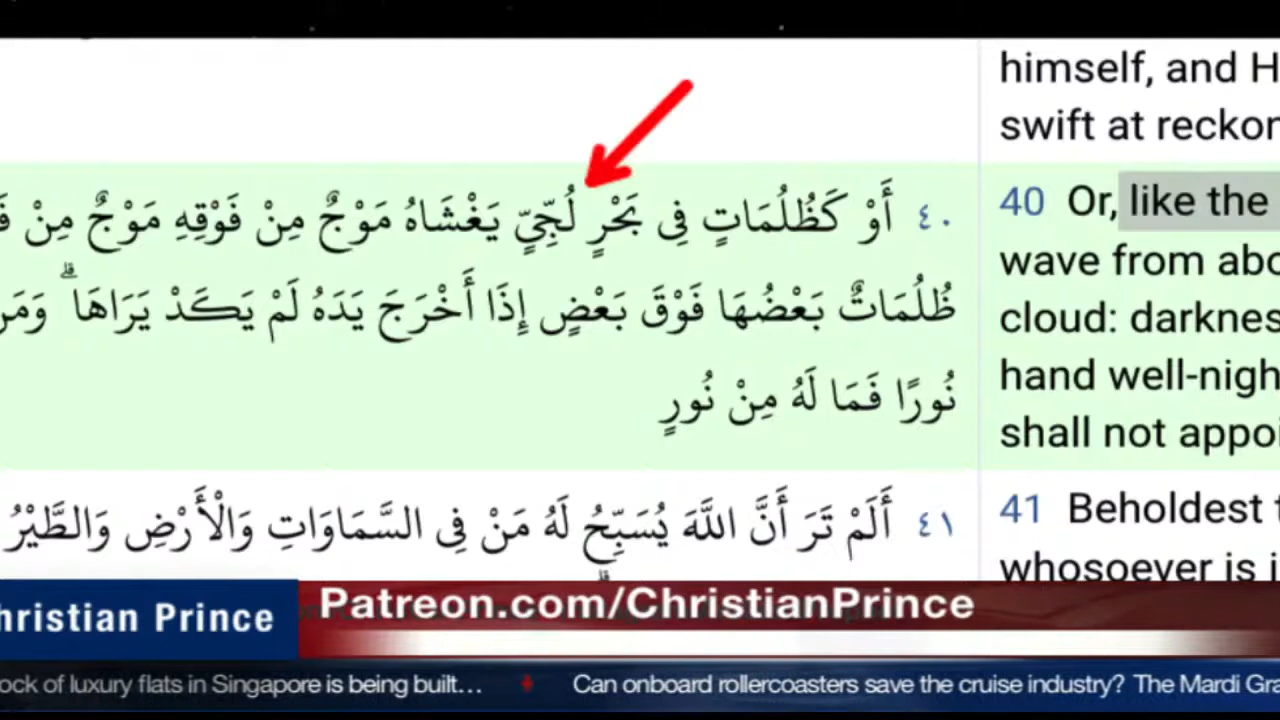 himself, and H
swift at reckor
٤٠ أَوْ كَظُلُمَاتٍ فِى بَحْرٍ لُجِّيٍّ يَغْشَاهُ مَوْجٌ مِنْ فَوْقِهِ مَوْجٌ مِنْ
ظُلُمَاتٌ بَعْضُهَا فَوْقَ بَعْضٍ إِذَا أَخْرَجَ يَدَهُ لَمْ يَكَدْ يَرَاهَا ۗ وَمَن
نُورًا فَمَا لَهُ مِنْ نُورٍ
40 Or, like the
wave from abo
cloud: darknes
hand well-nigh
shall not appoi
٤١ أَلَمْ تَرَ أَنَّ اللَّهَ يُسَبِّحُ لَهُ مَنْ فِى السَّمَاوَاتِ وَالْأَرْضِ وَالطَّيْرُ
41 Beholdest
whosoever is i
hristian Prince
Patreon.com/ChristianPrince
ock of luxury flats in Singapore is being built...
Can onboard rollercoasters save the cruise industry? The Mardi Gra